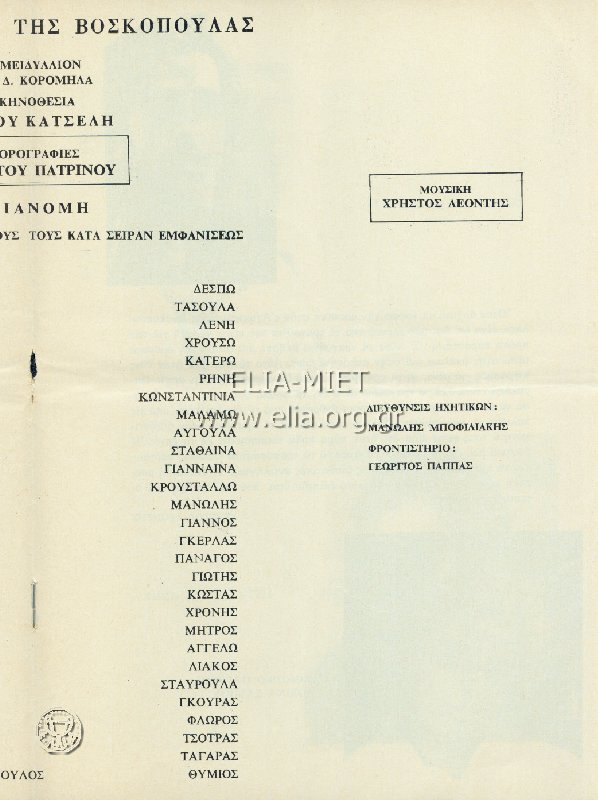 ΤΗΣ ΒΟΣΚΟΠΟΥΛΑΣ
ΜΕΙΔΥΛΛΙΟΝ
Δ. ΚΟΡΟΜΗΛΑ
ΚΗΝΟΘΕΣΙΑ
ΟΥ ΚΑΤΣΕΛΗ
ΟΡΟΓΡΑΦΙΕΣ
ΤΟΥ ΠΑΤΡΙΝΟΥ
ΙΑΝΟΜΗ
ΟΥΣ ΤΟΥΣ ΚΑΤΑ ΣΕΙΡΑΝ ΕΜΦΑΝΙΣΕΩΣ
ΔΕΣΠΩ
ΤΑΣΟΥΛΑ
ΛΕΝΗ
ΧΡΟΥΣΩ
ΚΑΤΕΡΩ
ΡΗΝΗ
ΚΩΝΣΤΑΝΤΙΝΙΑ
ΜΑΛΑΜΩ
ΑΥΓΟΥΛΑ
ΣΤΑΘΑΙΝΑ
ΓΙΑΝΝΑΙΝΑ
ΚΡΟΥΣΤΑΛΛΩ
ΜΑΝΩΛΗΣ
ΓΙΑΝΝΟΣ
ΓΚΕΡΛΑΣ
ΠΑΝΑΓΟΣ
ΓΙΩΤΗΣ
ΚΩΣΤΑΣ
ΧΡΟΝΗΣ
ΜΗΤΡΟΣ
ΑΓΓΕΛΩ
ΛΙΑΚΟΣ
ΣΤΑΥΡΟΥΛΑ
ΓΚΟΥΡΑΣ
ΦΛΩΡΟΣ
ΤΣΟΤΡΑΣ
ΤΑΓΑΡΑΣ
ΟΥΛΟΣ ΘΥΜΙΟΣ
ΜΟΥΣΙΚΗ
ΧΡΗΣΤΟΣ ΛΕΟΝΤΗΣ
ΔΙΕΥΘΥΝΣΙΣ ΗΧΗΤΙΚΩΝ :
ΜΑΝΩΛΗΣ ΜΠΟΦΙΛΙΑΚΗΣ
ΦΡΟΝΤΙΣΤΗΡΙΟ :
ΓΕΩΡΓΙΟΣ ΠΑΠΠΑΣ
ELIA-MIET
www.elia.org.gr